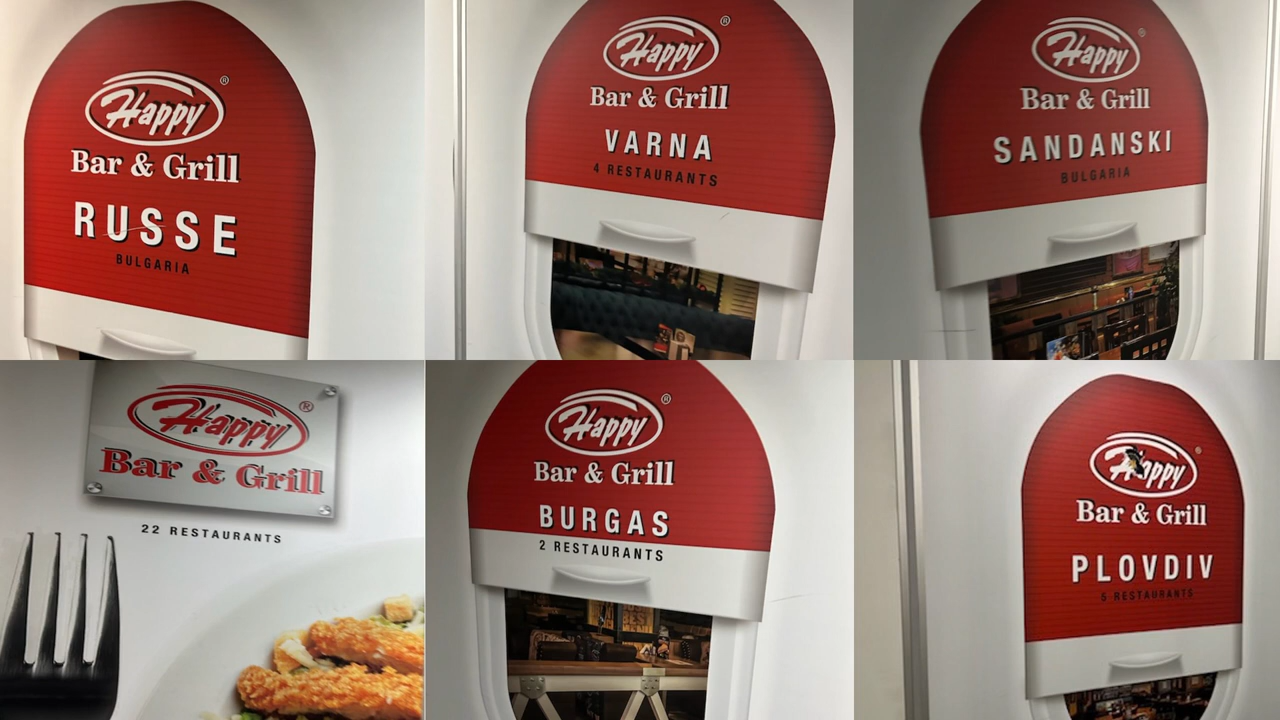 Happy ®
Bar & Grill
RUSSE
BULGARIA
Happy ®
Bar & Grill
VARNA
4 RESTAURANTS
Happy ®
Bar & Grill
SANDANSKI
BULGARIA
Happy ®
Bar & Grill
22 RESTAURANTS
Happy ®
Bar & Grill
BURGAS
2 RESTAURANTS
Happy ®
Bar & Grill
PLOVDIV
5 RESTAURANTS